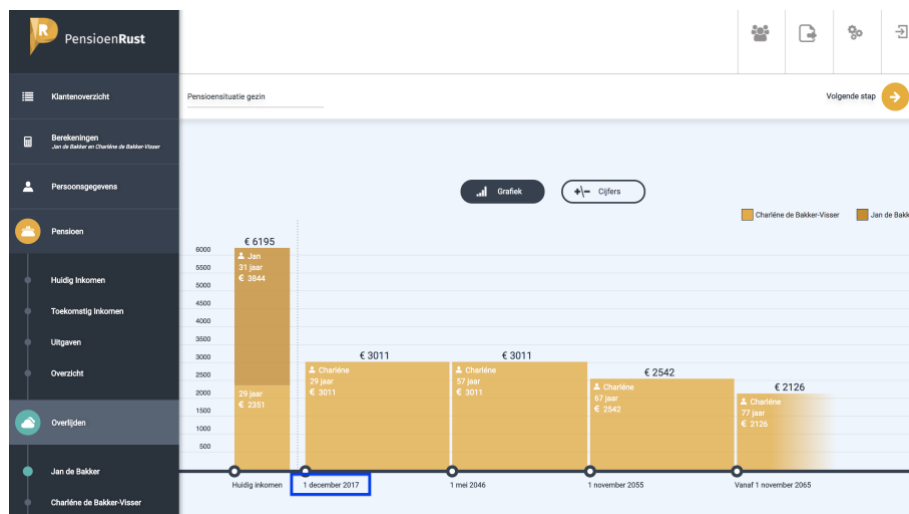 PensioenRust
Klantenoverzicht
Pensioensituatie gezin
Volgende stap
Berekeningen
Jan de Bakker en Charléne de Bakker-Visser
Persoonsgegevens
Grafiek
Cijfers
Charléne de Bakker-Visser
Jan de Bakk
Pensioen
Huidig Inkomen
Toekomstig Inkomen
Uitgaven
Overzicht
Overlijden
Jan de Bakker
Charléne de Bakker-Visser
€ 6195
6000
5500
5000
4500
4000
3500
3000
2500
2000
1500
1000
500
Jan
31 jaar
€ 3844
29 jaar
€ 2351
€ 3011
Charléne
29 jaar
€ 3011
€ 3011
Charléne
57 jaar
€ 3011
€ 2542
Charléne
67 jaar
€ 2542
€ 2126
Charléne
77 jaar
€ 2126
Huidig inkomen
1 december 2017
1 mei 2046
1 november 2055
Vanaf 1 november 2065